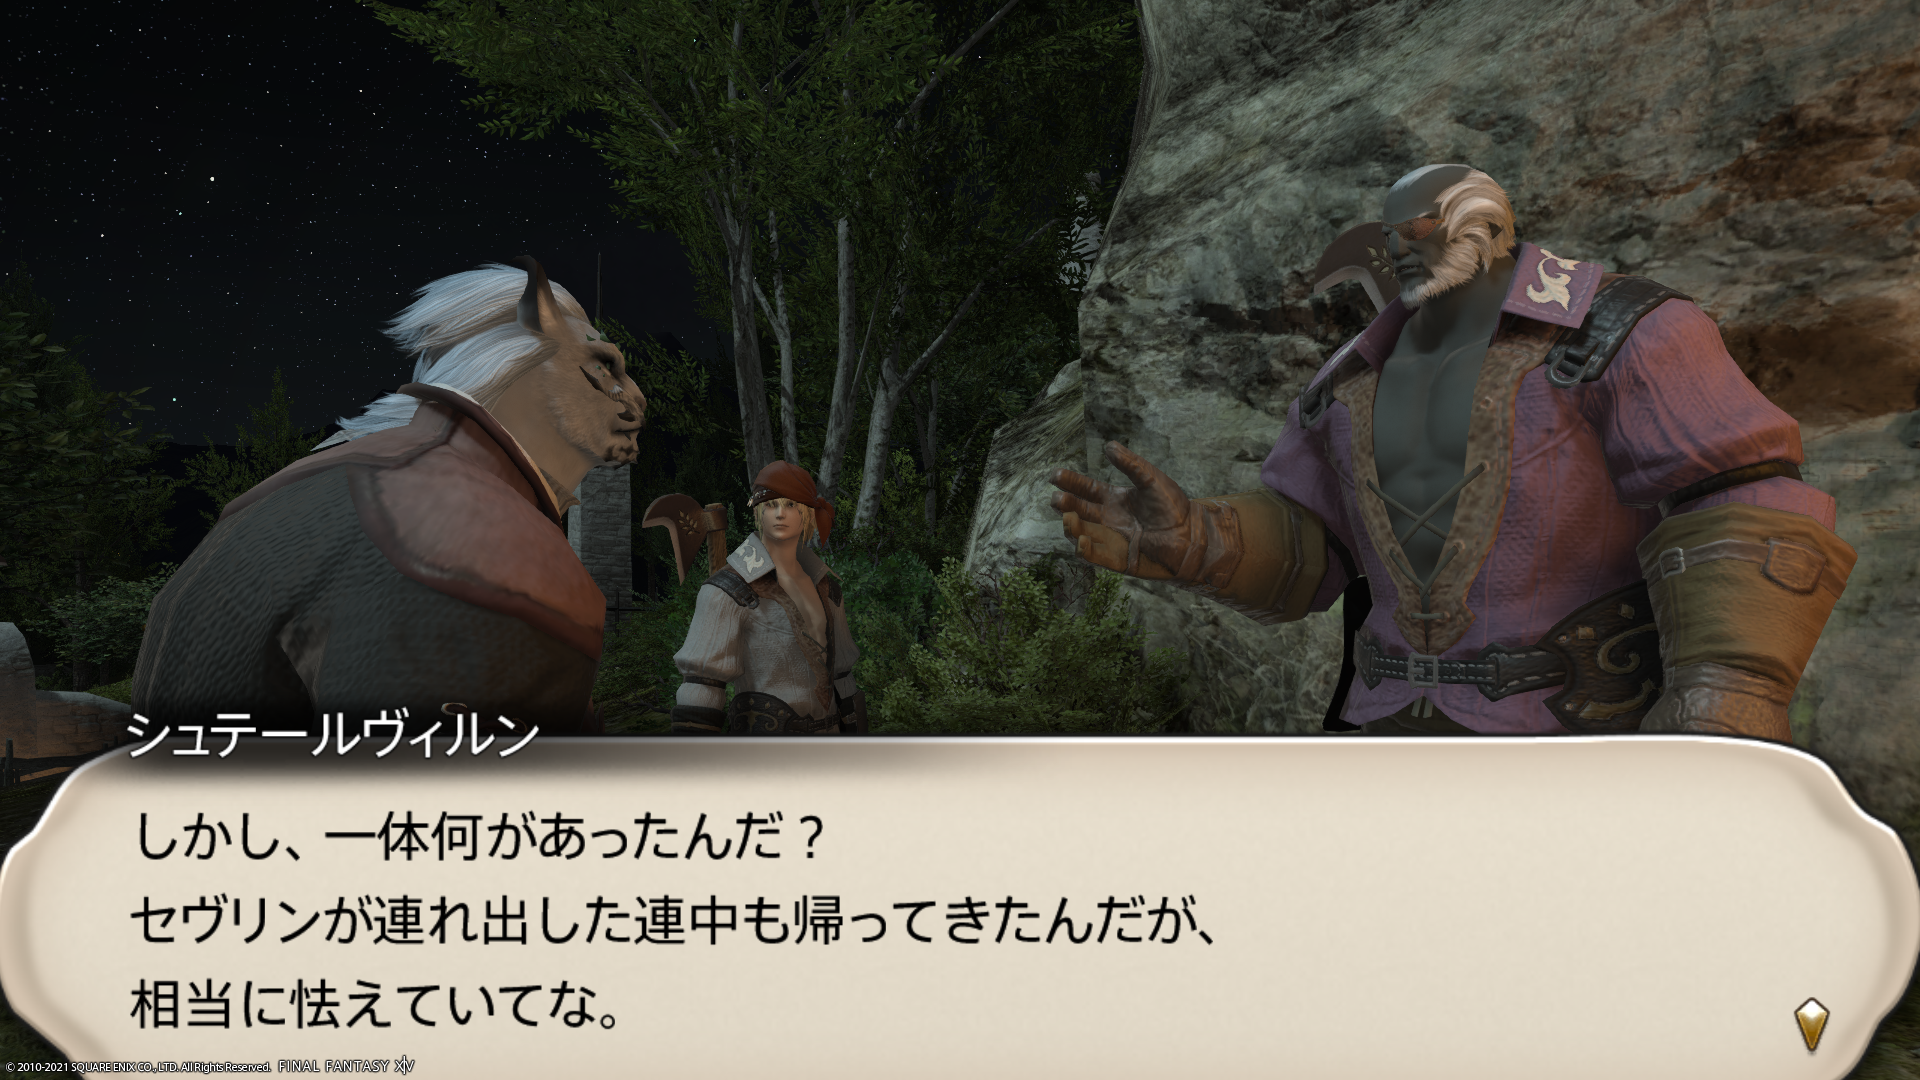 シュテールヴィルン
しかし、一体何があったんだ？
セヴリンが連れ出した連中も帰ってきたんだが、
相当に怯えていてな。
© 2010-2021 SQUARE ENIX CO., LTD. All Rights Reserved. FINAL FANTASY XIV